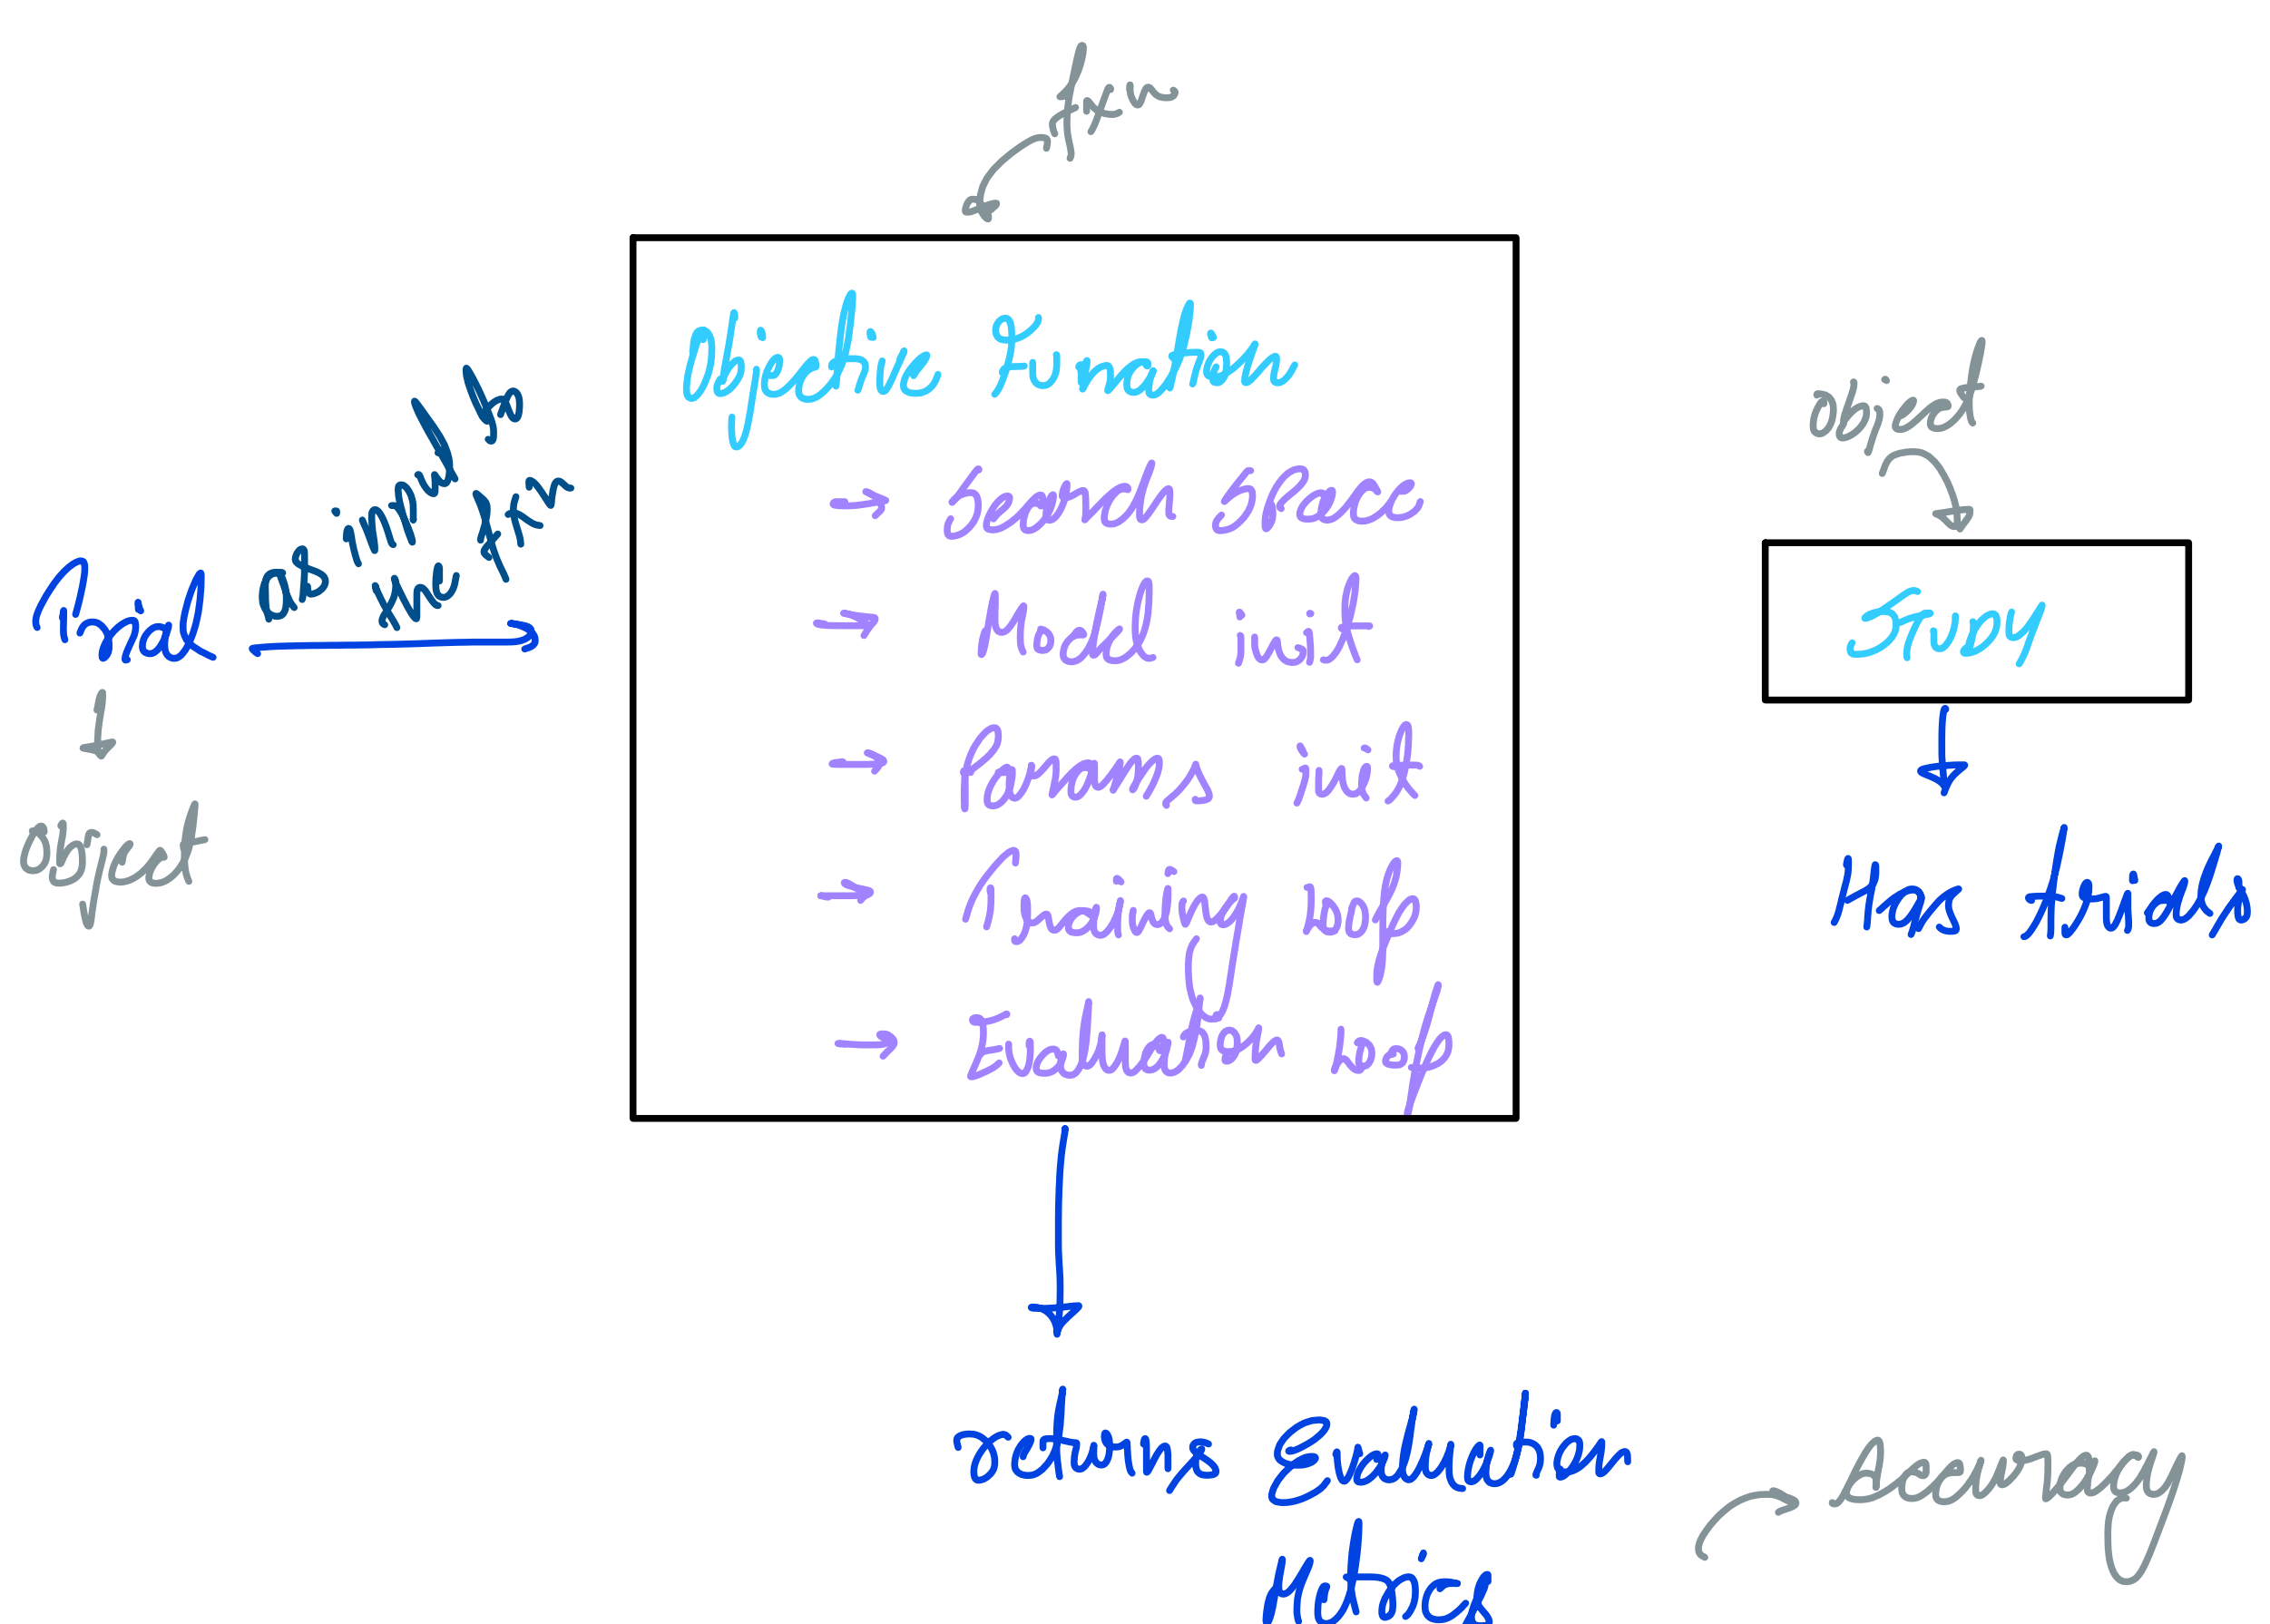 fxn
Objective Function
→ Search Space
→ Model init
→ Params init
→ Training loop
→ Evaluation loop
Trial
as input to
the fxn
object
object
Study
Has trials
returns Evaluation
Metrics
Accuracy